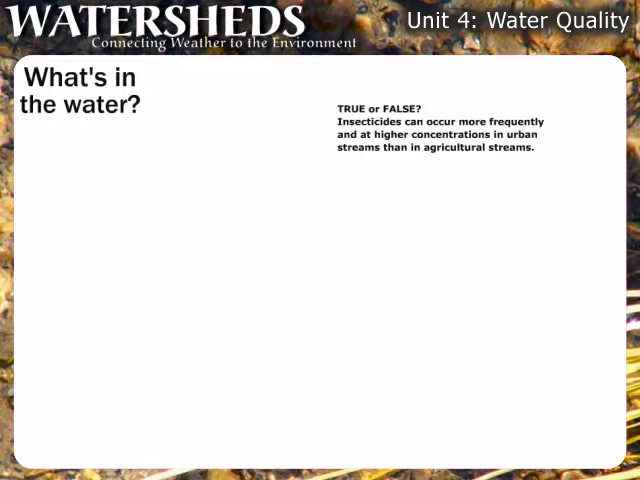 WATERSHEDS
Connecting Weather to the Environment
Unit 4: Water Quality
What's in
the water?
TRUE or FALSE?
Insecticides can occur more frequently
and at higher concentrations in urban
streams than in agricultural streams.